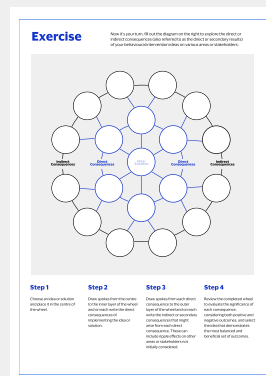 Exercise
Now it's your turn, fill out the diagram on the right to explore the direct or
indirect consequences (also referred to as the direct or secondary results)
of your behavioural intervention ideas on various areas or stakeholders:
Indirect
Consequences
Direct
Consequences
Direct
Consequences
Indirect
Consequences
Step 1
Choose an idea or solution
and place it in the centre of
the wheel.
Step 2
Draw spokes from the centre
to the inner layer of the wheel
and on each write the direct
consequences of
implementing the idea or
solution.
Step 3
Draw spokes from each direct
consequence to the outer
layer of the wheel and on each
write the indirect or secondary
consequences that might
arise from each direct
consequence. These can
include ripple effects on other
areas or stakeholders not
initially considered.
Step 4
Review the completed wheel
to evaluate the significance of
each consequence,
considering both positive and
negative outcomes, and select
the idea that demonstrates
the most balanced and
beneficial set of outcomes.